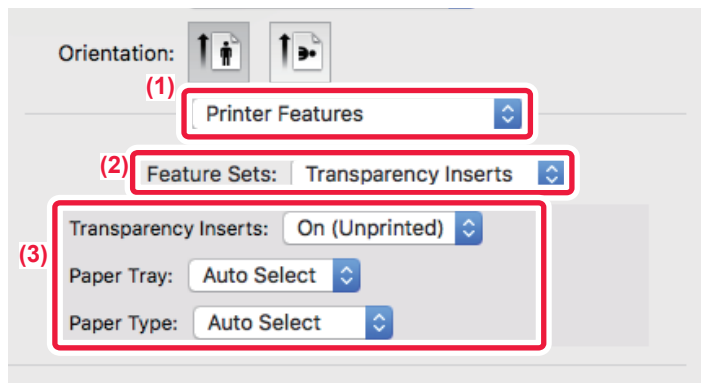 Orientation:
(1)
Printer Features
(2)
Feature Sets: Transparency Inserts
(3)
Transparency Inserts: On (Unprinted)
Paper Tray: Auto Select
Paper Type: Auto Select